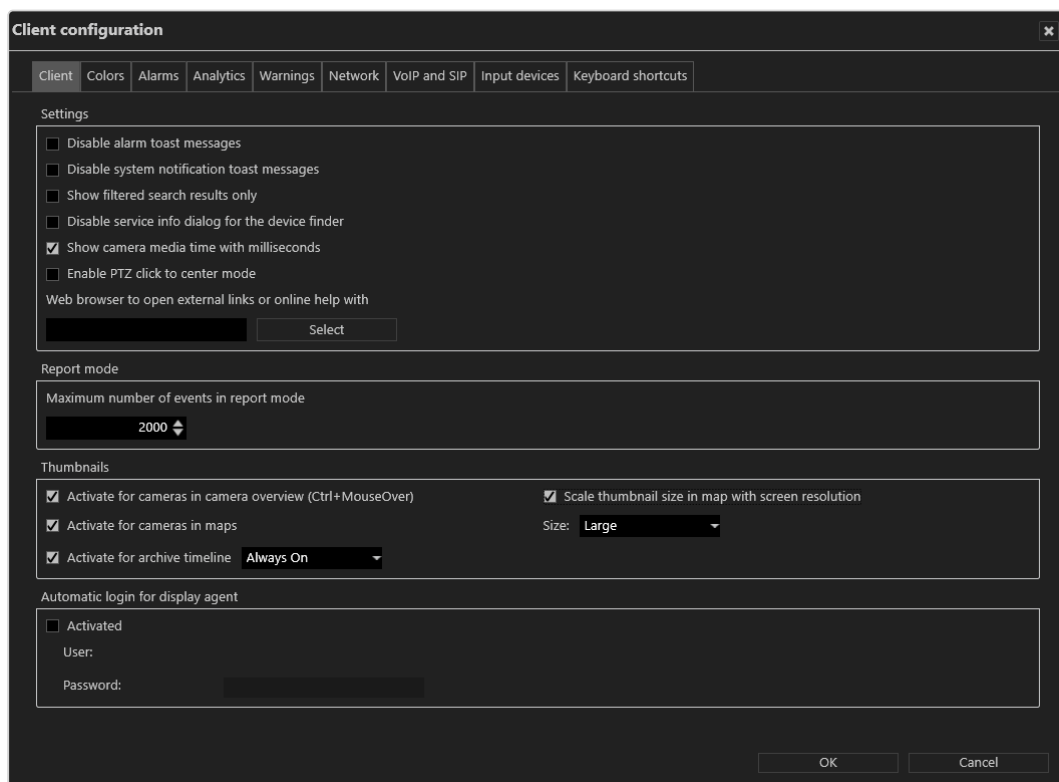 Client configuration
Client Colors Alarms Analytics Warnings Network VoIP and SIP Input devices Keyboard shortcuts
Settings
Disable alarm toast messages
Disable system notification toast messages
Show filtered search results only
Disable service info dialog for the device finder
Show camera media time with milliseconds
Enable PTZ click to center mode
Web browser to open external links or online help with
Select
Report mode
Maximum number of events in report mode
2000
Thumbnails
Activate for cameras in camera overview (Ctrl+MouseOver) Scale thumbnail size in map with screen resolution
Activate for cameras in maps Size: Large
Activate for archive timeline Always On
Automatic login for display agent
Activated
User:
Password:
OK Cancel